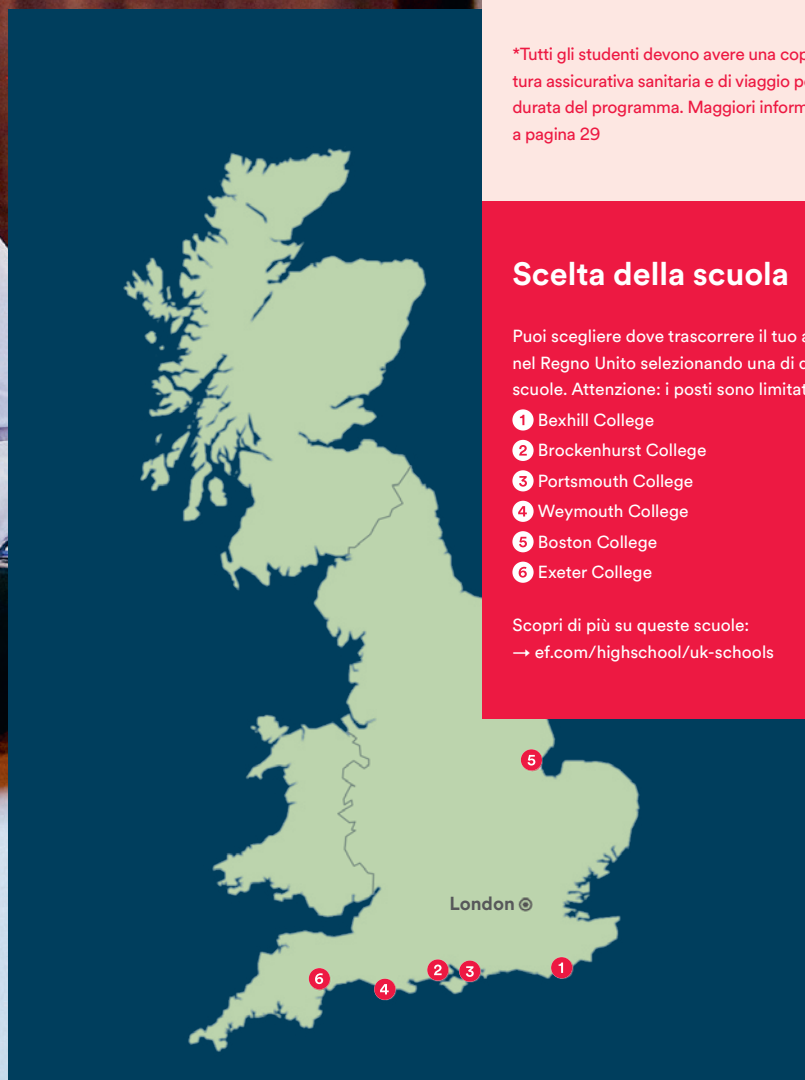 *Tutti gli studenti devono avere una cop
tura assicurativa sanitaria e di viaggio p
durata del programma. Maggiori inform
a pagina 29
Scelta della scuola
Puoi scegliere dove trascorrere il tuo a
nel Regno Unito selezionando una di
scuole. Attenzione: i posti sono limitat
1 Bexhill College
2 Brockenhurst College
3 Portsmouth College
4 Weymouth College
5 Boston College
6 Exeter College
Scopri di più su queste scuole:
→ ef.com/highschool/uk-schools
5
London
6
4
2
3
1